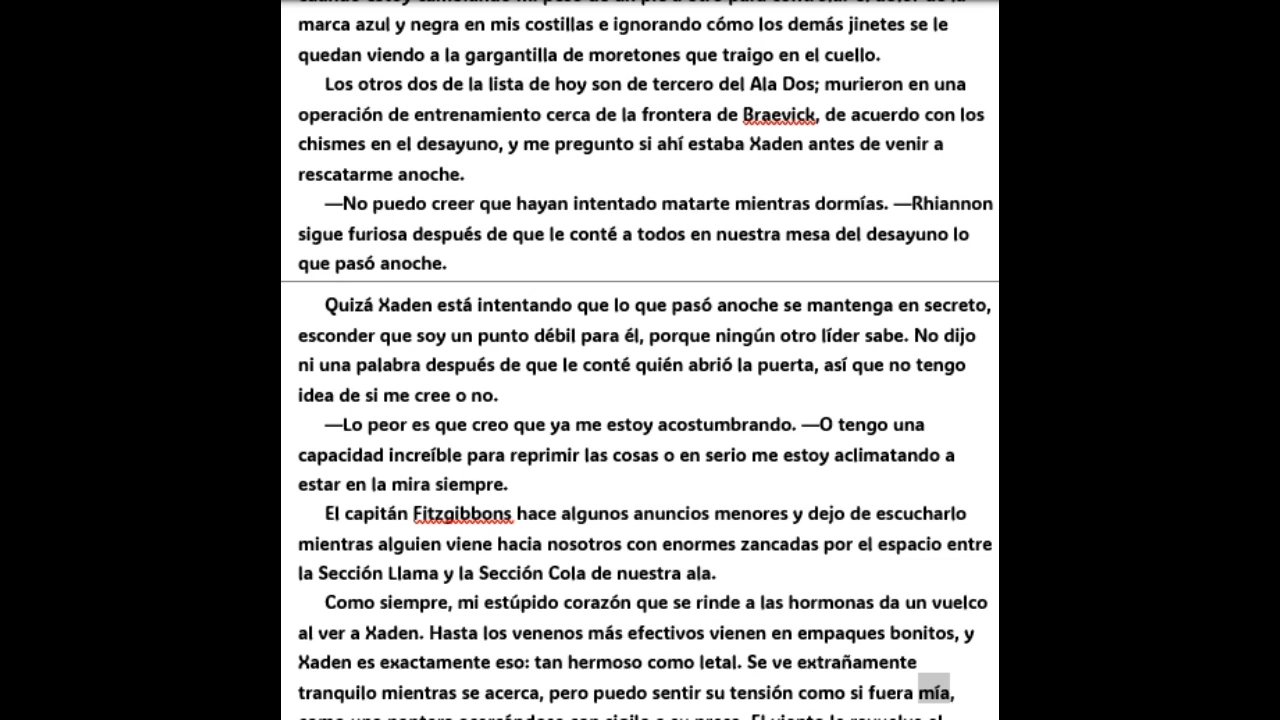 marca azul y negra en mis costillas e ignorando cómo los demás jinetes se le
quedan viendo a la gargantilla de moretones que traigo en el cuello.
Los otros dos de la lista de hoy son de tercero del Ala Dos; murieron en una
operación de entrenamiento cerca de la frontera de Braevick, de acuerdo con los
chismes en el desayuno, y me pregunto si ahí estaba Xaden antes de venir a
rescatarme anoche.
—No puedo creer que hayan intentado matarte mientras dormías. —Rhiannon
sigue furiosa después de que le conté a todos en nuestra mesa del desayuno lo
que pasó anoche.
Quizá Xaden está intentando que lo que pasó anoche se mantenga en secreto,
esconder que soy un punto débil para él, porque ningún otro líder sabe. No dijo
ni una palabra después de que le conté quién abrió la puerta, así que no tengo
idea de si me cree o no.
—Lo peor es que creo que ya me estoy acostumbrando. —O tengo una
capacidad increíble para reprimir las cosas o en serio me estoy aclimatando a
estar en la mira siempre.
El capitán Fitzgibbons hace algunos anuncios menores y dejo de escucharlo
mientras alguien viene hacia nosotros con enormes zancadas por el espacio entre
la Sección Llama y la Sección Cola de nuestra ala.
Como siempre, mi estúpido corazón que se rinde a las hormonas da un vuelco
al ver a Xaden. Hasta los venenos más efectivos vienen en empaques bonitos, y
Xaden es exactamente eso: tan hermoso como letal. Se ve extrañamente
tranquilo mientras se acerca, pero puedo sentir su tensión como si fuera mía,